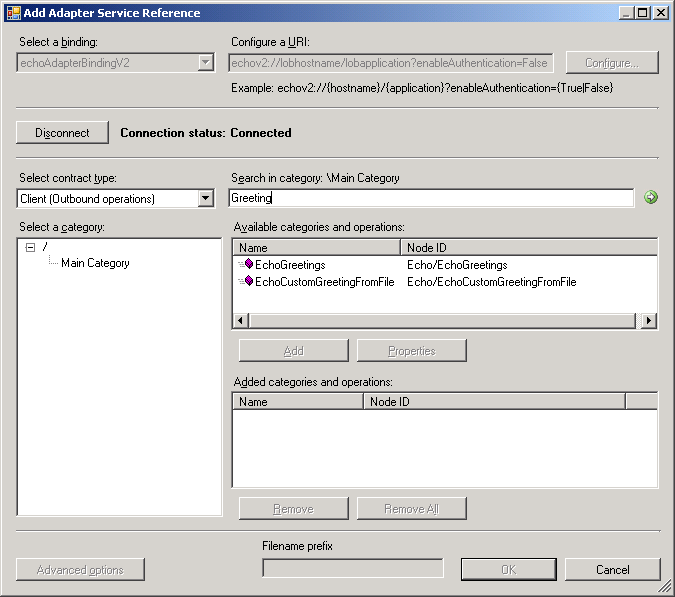 Add Adapter Service Reference
Select a binding:
Configure a URI:
echoAdapterBindingV2
echov2://lobhostname/lobapplication?enableAuthentication=False
Configure...
Example: echov2://{hostname}/{application}?enableAuthentication={True|False}
Disconnect
Connection status: Connected
Select contract type:
Search in category: \Main Category
Client (Outbound operations)
Greeting
Select a category:
Available categories and operations:
/
Main Category
Name Node ID
EchoGreetings Echo/EchoGreetings
EchoCustomGreetingFromFile Echo/EchoCustomGreetingFromFile
Add
Properties
Added categories and operations:
Name Node ID
Remove
Remove All
Filename prefix
Advanced options
OK
Cancel